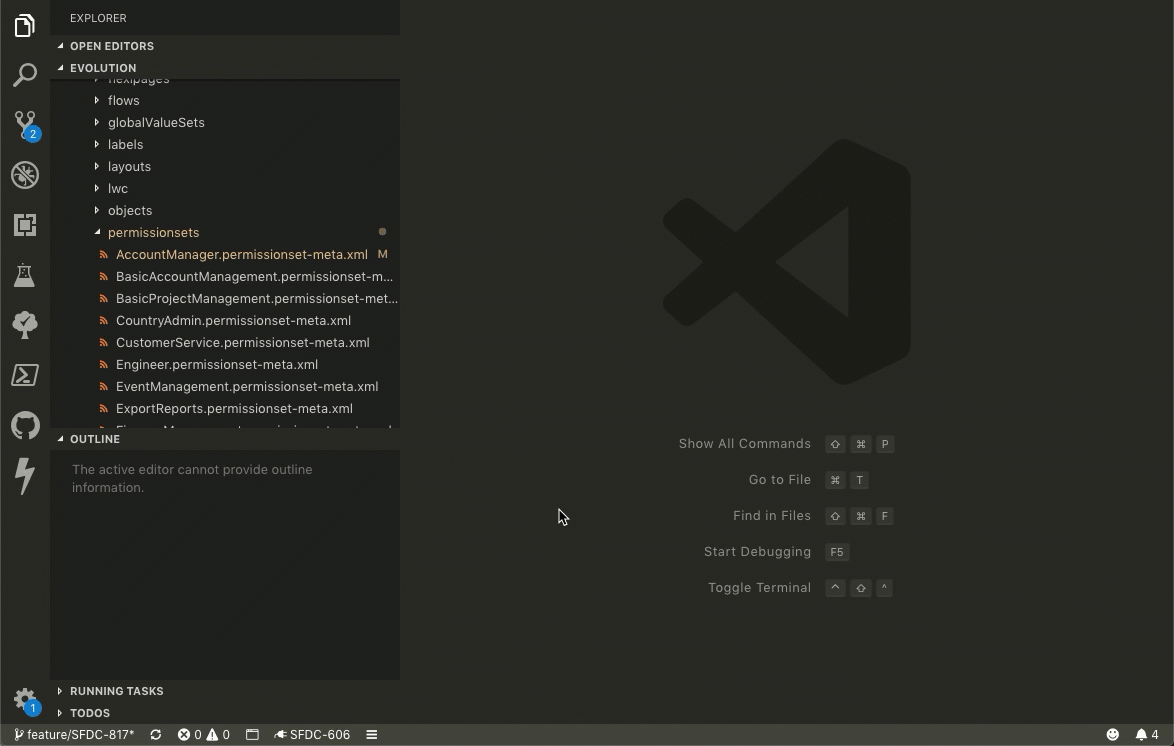 EXPLORER
OPEN EDITORS
EVOLUTION
flexipages
flows
globalValueSets
labels
layouts
lwc
objects
permissionsets
AccountManager.permissionset-meta.xml M
BasicAccountManagement.permissionset-m...
BasicProjectManagement.permissionset-met...
CountryAdmin.permissionset-meta.xml
CustomerService.permissionset-meta.xml
Engineer.permissionset-meta.xml
EventManagement.permissionset-meta.xml
ExportReports.permissionset-meta.xml
OUTLINE
The active editor cannot provide outline
information.
RUNNING TASKS
TODOS
2
1
Show All Commands ⇧ ⌘ P
Go to File ⌘ T
Find in Files ⇧ ⌘ F
Start Debugging F5
Toggle Terminal ^ ⇧ ^
feature/SFDC-817* 0 0 SFDC-606 4